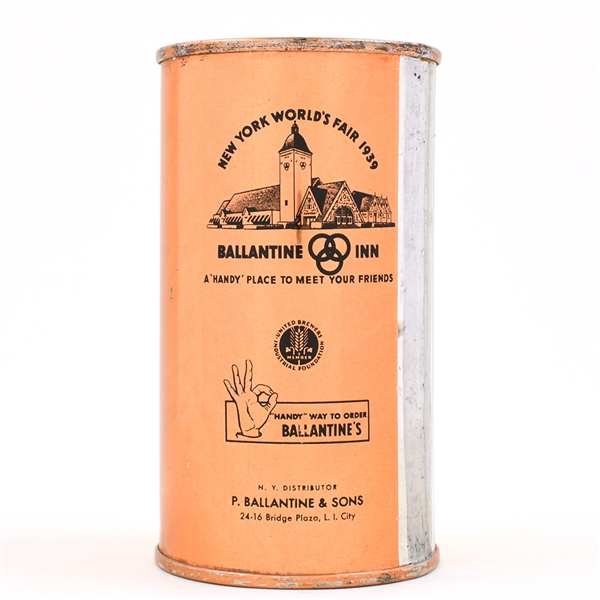 NEW YORK WORLD'S FAIR 1939
BALLANTINE INN
A 'HANDY' PLACE TO MEET YOUR FRIENDS
UNITED BREWERS
INDUSTRIAL FOUNDATION
MEMBER
"HANDY" WAY TO ORDER
BALLANTINE'S
N. Y. DISTRIBUTOR
P. BALLANTINE & SONS
24-16 Bridge Plaza, L. I. City